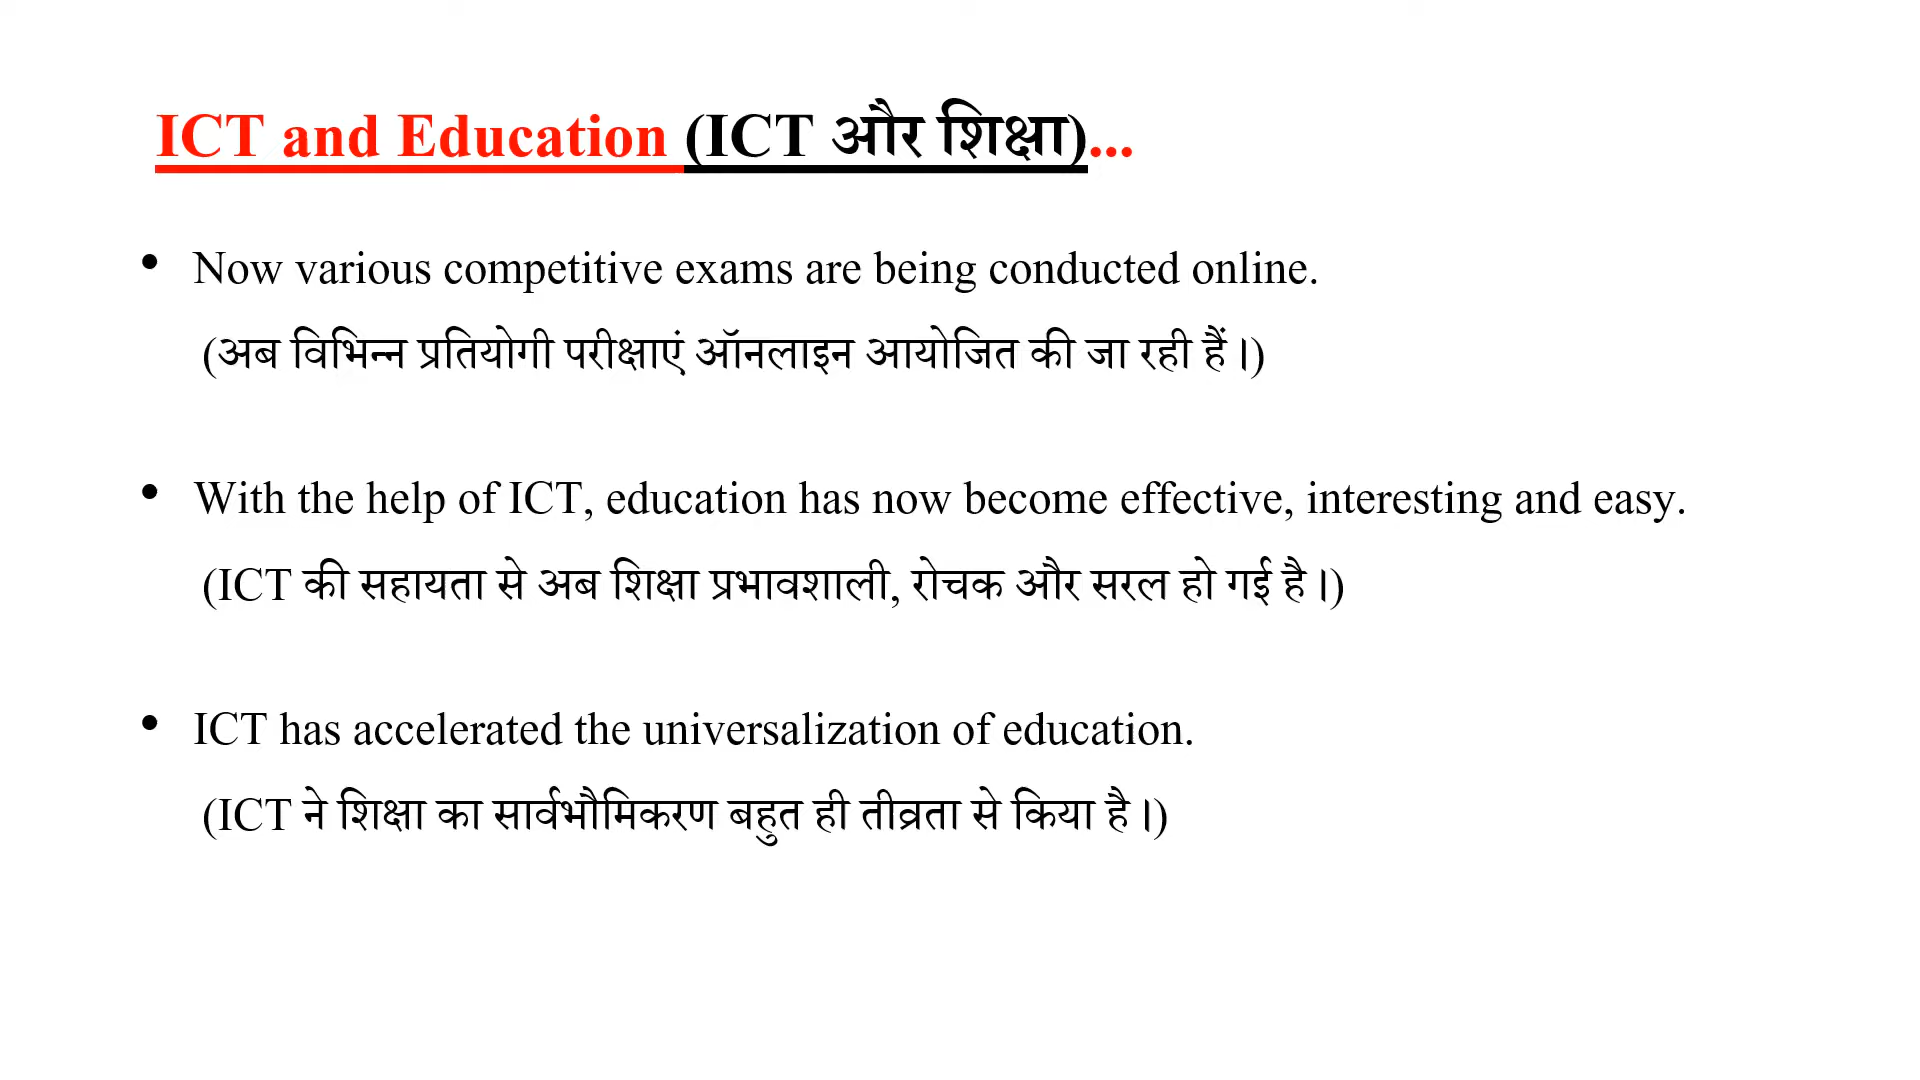 ICT and Education (ICT और शिक्षा)...
• Now various competitive exams are being conducted online.
(अब विभिन्न प्रतियोगी परीक्षाएं ऑनलाइन आयोजित की जा रही हैं।)
• With the help of ICT, education has now become effective, interesting and easy.
(ICT की सहायता से अब शिक्षा प्रभावशाली, रोचक और सरल हो गई है।)
• ICT has accelerated the universalization of education.
(ICT ने शिक्षा का सार्वभौमिकरण बहुत ही तीव्रता से किया है।)